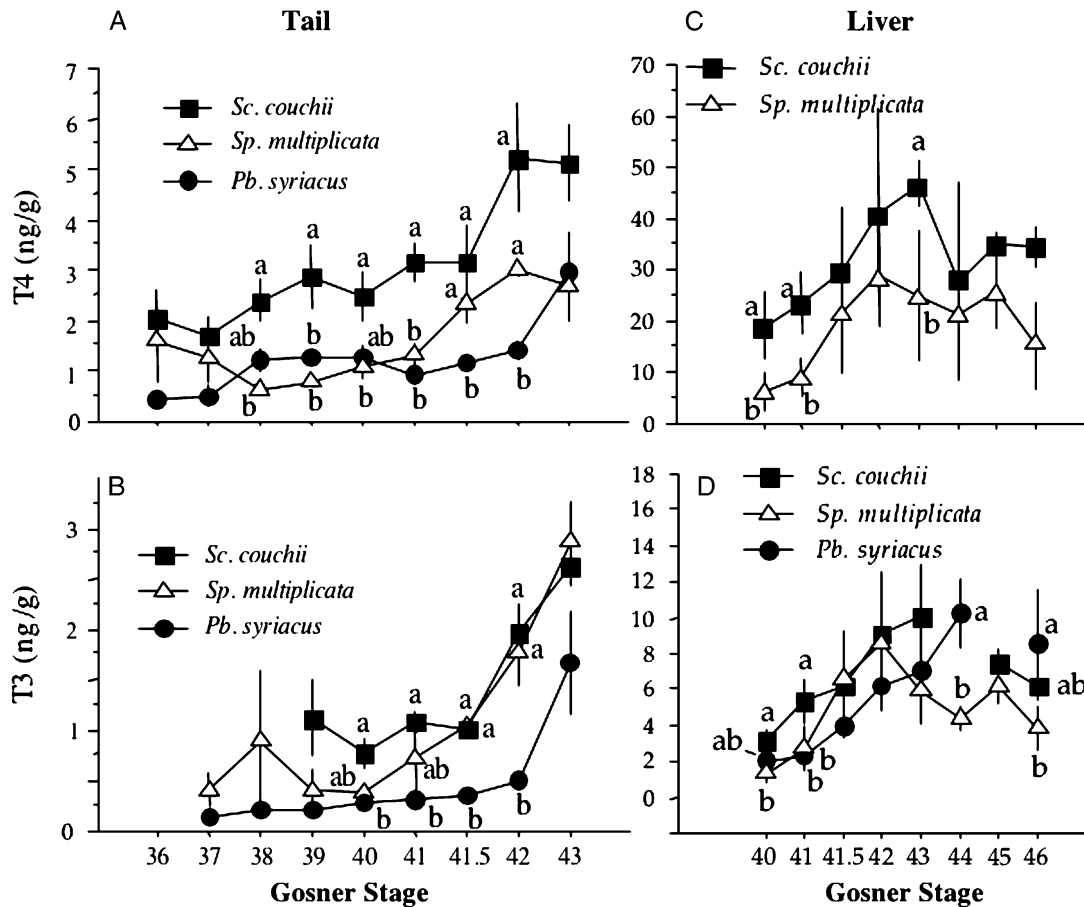 A Tail
7
6
5
4
3
2
1
0
T4 (ng/g)
Sc. couchii
Sp. multiplicata
Pb. syriacus
a a a a a a
a a
ab b ab b
b b b b b b
C Liver
70
60
50
40
30
20
10
0
Sc. couchii
Sp. multiplicata
a a a
b b b
B
3
2
1
0
T3 (ng/g)
Sc. couchii
Sp. multiplicata
Pb. syriacus
a a a a
ab ab a a
b b b b
36 37 38 39 40 41 41.5 42 43
Gosner Stage
D
18
16
14
12
10
8
6
4
2
0
Sc. couchii
Sp. multiplicata
Pb. syriacus
a a a a
ab b b ab
b b b
40 41 41.5 42 43 44 45 46
Gosner Stage